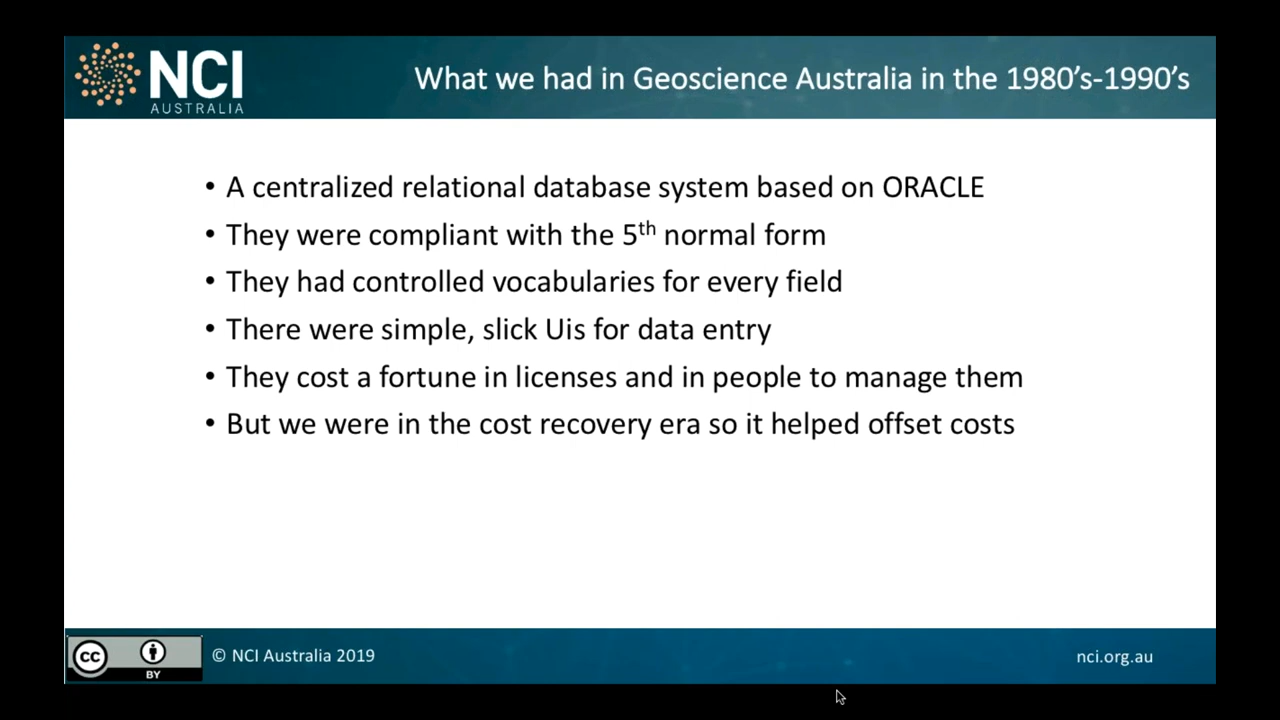 NCI
AUSTRALIA
What we had in Geoscience Australia in the 1980's-1990's
• A centralized relational database system based on ORACLE
• They were compliant with the 5th normal form
• They had controlled vocabularies for every field
• There were simple, slick Uis for data entry
• They cost a fortune in licenses and in people to manage them
• But we were in the cost recovery era so it helped offset costs
cc
BY
© NCI Australia 2019
nci.org.au